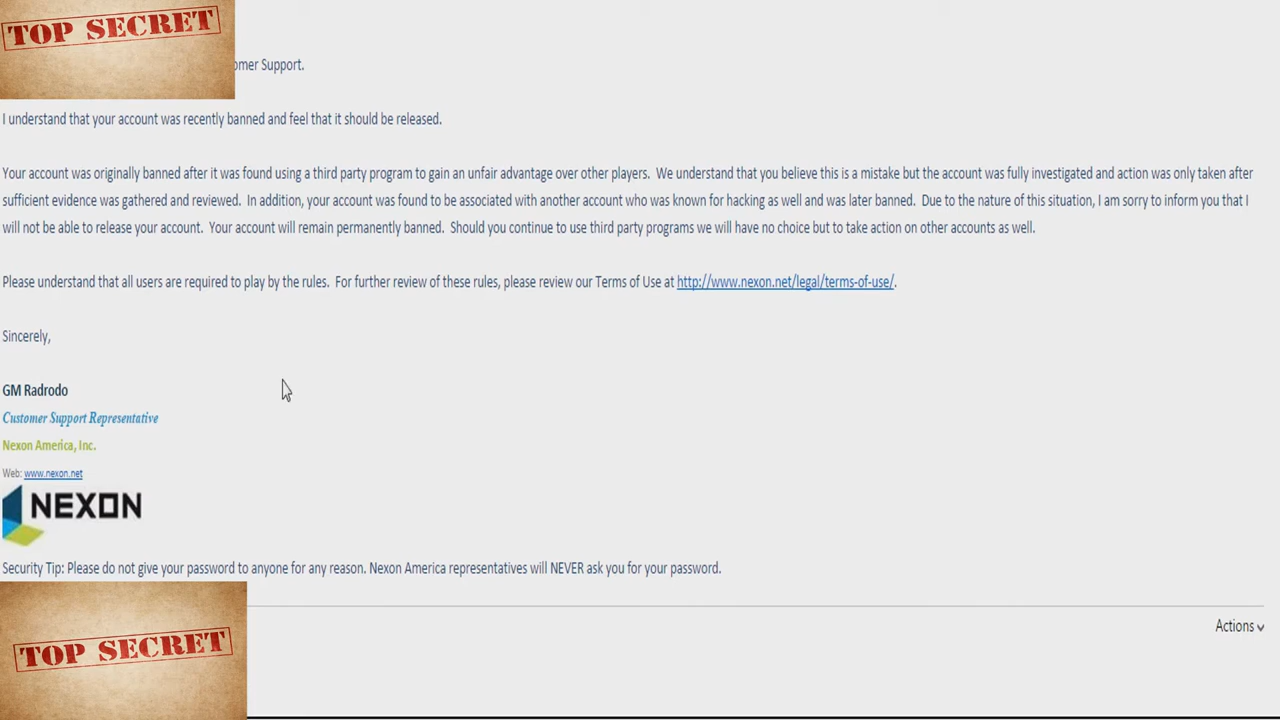 TOP SECRET
omer Support.
I understand that your account was recently banned and feel that it should be released.
Your account was originally banned after it was found using a third party program to gain an unfair advantage over other players. We understand that you believe this is a mistake but the account was fully investigated and action was only taken after
sufficient evidence was gathered and reviewed. In addition, your account was found to be associated with another account who was known for hacking as well and was later banned. Due to the nature of this situation, I am sorry to inform you that I
will not be able to release your account. Your account will remain permanently banned. Should you continue to use third party programs we will have no choice but to take action on other accounts as well.
Please understand that all users are required to play by the rules. For further review of these rules, please review our Terms of Use at http://www.nexon.net/legal/terms-of-use/.
Sincerely,
GM Radrodo
Customer Support Representative
Nexon America, Inc.
Web: www.nexon.net
NEXON
Security Tip: Please do not give your password to anyone for any reason. Nexon America representatives will NEVER ask you for your password.
Actions
TOP SECRET